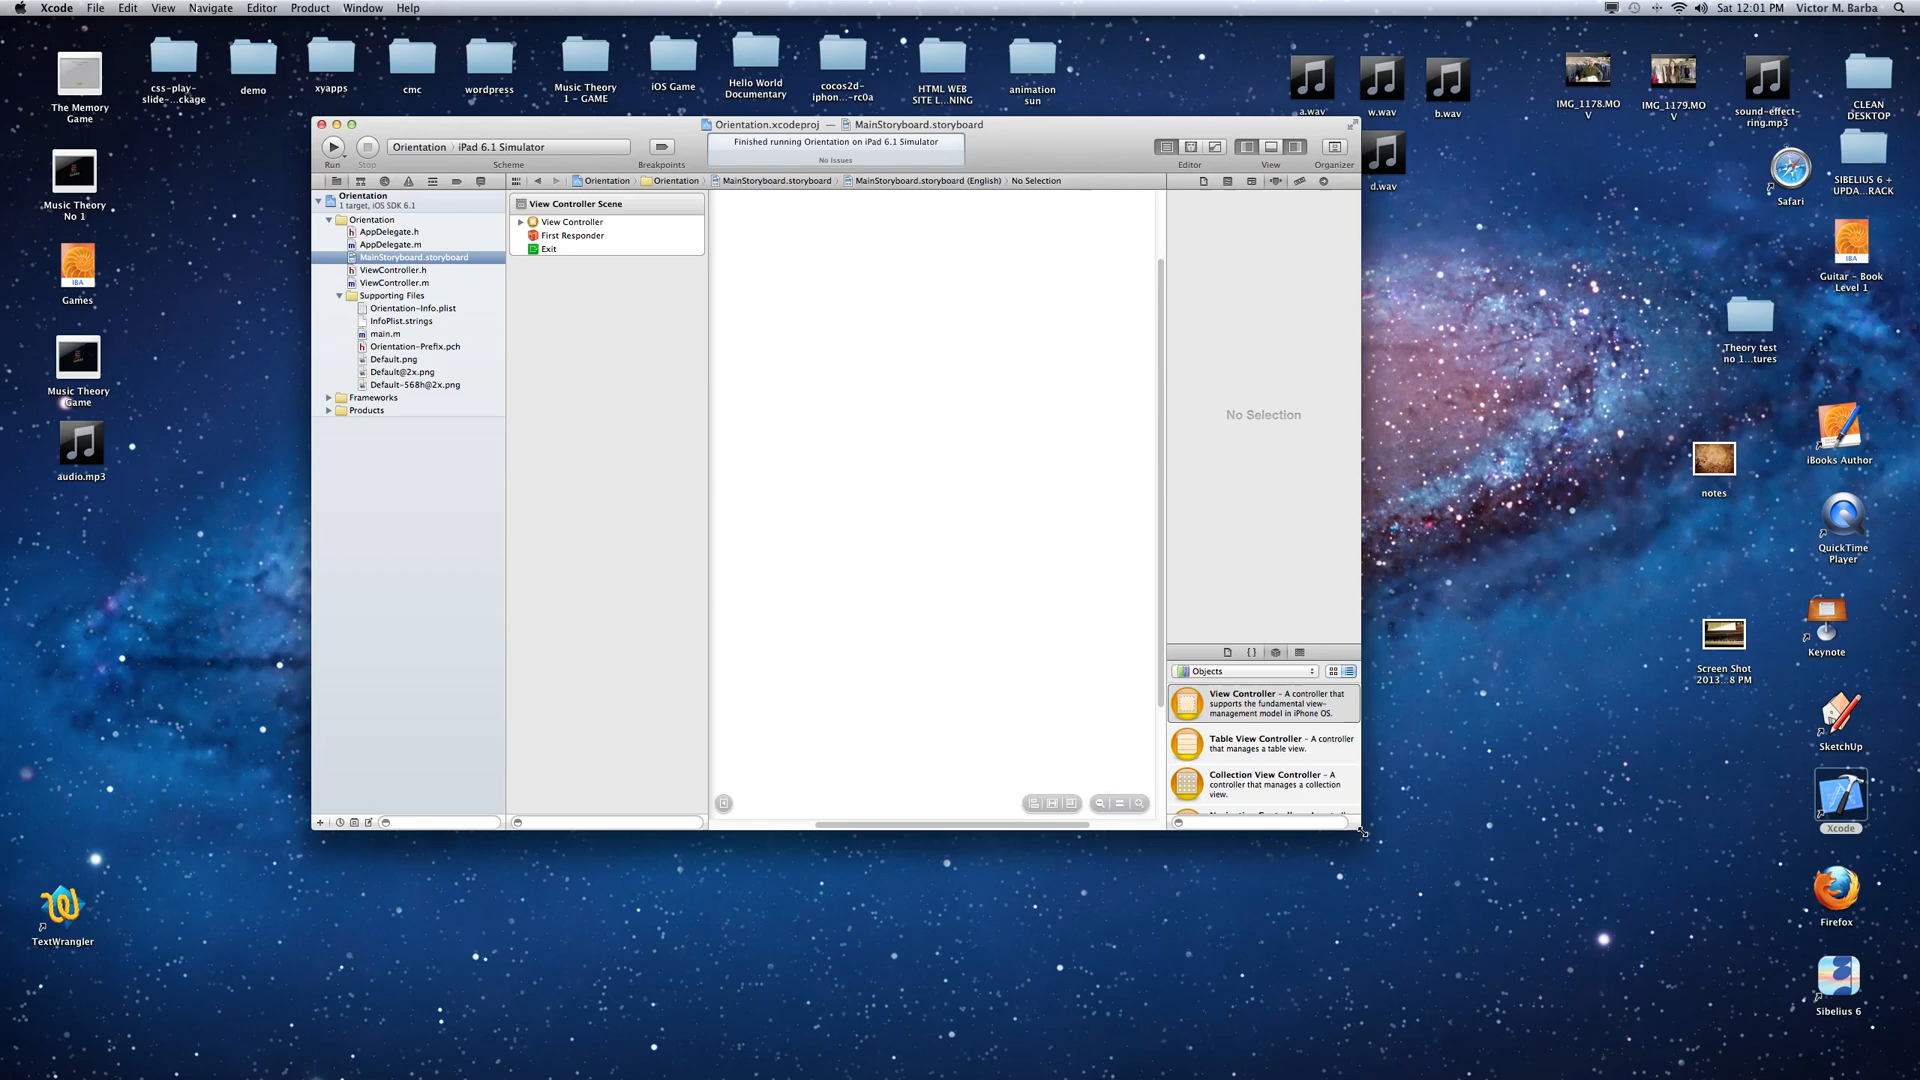 Xcode File Edit View Navigate Editor Product Window Help
Sat 12:01 PM Victor M. Barba
The Memory
Game
css-play-
slide-...ckage
demo
xyapps
cmc
wordpress
Music Theory
1 - GAME
iOS Game
Hello World
Documentary
cocos2d-
iphon...-rc0a
HTML WEB
SITE L...NING
animation
sun
a.wav
w.wav
b.wav
IMG_1178.MO
V
IMG_1179.MO
V
sound-effect-
ring.mp3
CLEAN
DESKTOP
Music Theory
No 1
IBA
Games
Music Theory
Game
audio.mp3
TextWrangler
Orientation.xcodeproj — MainStoryboard.storyboard
Run
Stop
Orientation iPad 6.1 Simulator
Scheme
Breakpoints
Finished running Orientation on iPad 6.1 Simulator
No Issues
Editor
View
Organizer
Orientation Orientation MainStoryboard.storyboard MainStoryboard.storyboard (English) No Selection
Orientation
1 target, iOS SDK 6.1
Orientation
AppDelegate.h
AppDelegate.m
MainStoryboard.storyboard
ViewController.h
ViewController.m
Supporting Files
Orientation-Info.plist
InfoPlist.strings
main.m
Orientation-Prefix.pch
Default.png
Default@2x.png
Default-568h@2x.png
Frameworks
Products
View Controller Scene
View Controller
First Responder
Exit
No Selection
Objects
View Controller - A controller that
supports the fundamental view-
management model in iPhone OS.
Table View Controller - A controller
that manages a table view.
Collection View Controller - A
controller that manages a collection
view.
d.wav
Safari
SIBELIUS 6 +
UPDA...RACK
IBA
Guitar - Book
Level 1
Theory test
no 1...tures
iBooks Author
notes
QuickTime
Player
Keynote
Screen Shot
2013...8 PM
SketchUp
Xcode
Firefox
Sibelius 6